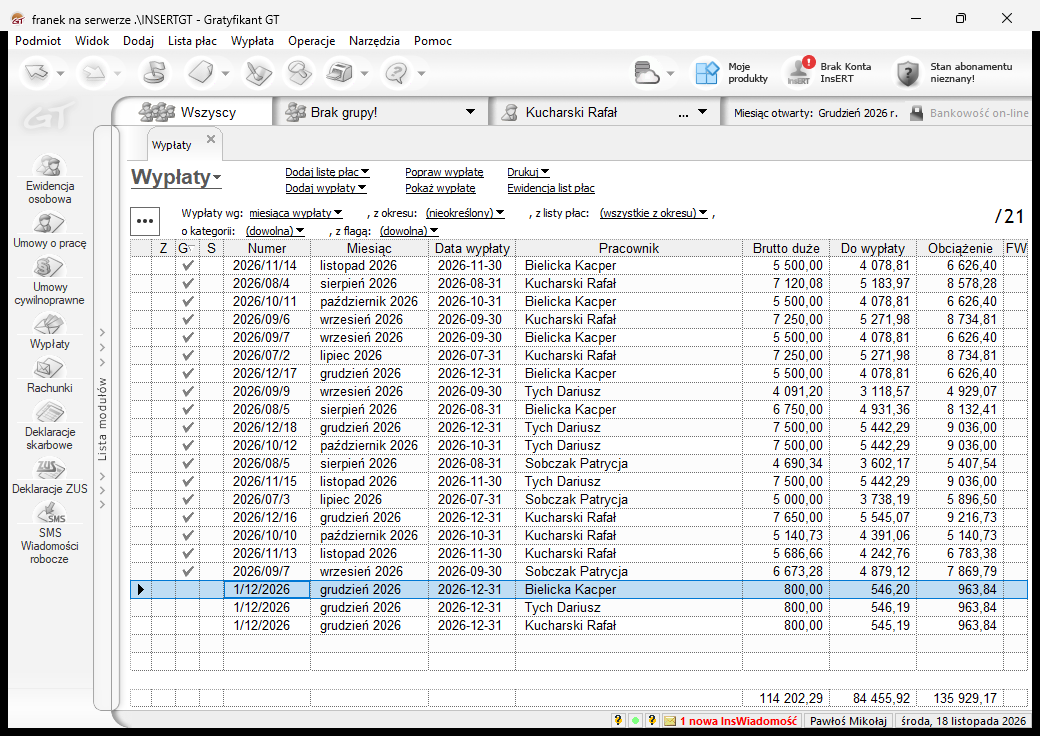 franek na serwerze .\INSERTGT - Gratyfikant GT
Podmiot Widok Dodaj Lista płac Wypłata Operacje Narzędzia Pomoc
Moje produkty
Brak Konta InsERT
Stan abonamentu nieznany!
Wszyscy
Brak grupy!
Kucharski Rafał ...
Miesiąc otwarty: Grudzień 2026 r.
Bankowość on-line
GT
Ewidencja
osobowa
Umowy o pracę
Umowy
cywilnoprawne
Wypłaty
Rachunki
Deklaracje
skarbowe
ZUS
Deklaracje ZUS
SMS
SMS
Wiadomości
robocze
Lista modułów
Wypłaty
Wypłaty
Dodaj listę płac Popraw wypłatę Drukuj
Dodaj wypłaty Pokaż wypłatę Ewidencja list płac
... Wypłaty wg: miesiąca wypłaty , z okresu: (nieokreślony) , z listy płac: (wszystkie z okresu) ,
o kategorii: (dowolna) , z flagą: (dowolna)
/21
Z G S Numer Miesiąc Data wypłaty Pracownik Brutto duże Do wypłaty Obciążenie FW
2026/11/14 listopad 2026 2026-11-30 Bielicka Kacper 5 500,00 4 078,81 6 626,40
2026/08/4 sierpień 2026 2026-08-31 Kucharski Rafał 7 120,08 5 183,97 8 578,28
2026/10/11 październik 2026 2026-10-31 Bielicka Kacper 5 500,00 4 078,81 6 626,40
2026/09/6 wrzesień 2026 2026-09-30 Kucharski Rafał 7 250,00 5 271,98 8 734,81
2026/09/7 wrzesień 2026 2026-09-30 Bielicka Kacper 5 500,00 4 078,81 6 626,40
2026/07/2 lipiec 2026 2026-07-31 Kucharski Rafał 7 250,00 5 271,98 8 734,81
2026/12/17 grudzień 2026 2026-12-31 Bielicka Kacper 5 500,00 4 078,81 6 626,40
2026/09/9 wrzesień 2026 2026-09-30 Tych Dariusz 4 091,20 3 118,57 4 929,07
2026/08/5 sierpień 2026 2026-08-31 Bielicka Kacper 6 750,00 4 931,36 8 132,41
2026/12/18 grudzień 2026 2026-12-31 Tych Dariusz 7 500,00 5 442,29 9 036,00
2026/10/12 październik 2026 2026-10-31 Tych Dariusz 7 500,00 5 442,29 9 036,00
2026/08/5 sierpień 2026 2026-08-31 Sobczak Patrycja 4 690,34 3 602,17 5 407,54
2026/11/15 listopad 2026 2026-11-30 Tych Dariusz 7 500,00 5 442,29 9 036,00
2026/07/3 lipiec 2026 2026-07-31 Sobczak Patrycja 5 000,00 3 738,19 5 896,50
2026/12/16 grudzień 2026 2026-12-31 Kucharski Rafał 7 650,00 5 545,07 9 216,73
2026/10/10 październik 2026 2026-10-31 Kucharski Rafał 5 140,73 4 391,06 5 140,73
2026/11/13 listopad 2026 2026-11-30 Kucharski Rafał 5 686,66 4 242,76 6 783,38
2026/09/7 wrzesień 2026 2026-09-30 Sobczak Patrycja 6 673,28 4 879,12 7 869,79
1/12/2026 grudzień 2026 2026-12-31 Bielicka Kacper 800,00 546,20 963,84
1/12/2026 grudzień 2026 2026-12-31 Tych Dariusz 800,00 546,19 963,84
1/12/2026 grudzień 2026 2026-12-31 Kucharski Rafał 800,00 545,19 963,84
114 202,29 84 455,92 135 929,17
? ? 1 nowa InsWiadomość Pawłoś Mikołaj środa, 18 listopada 2026